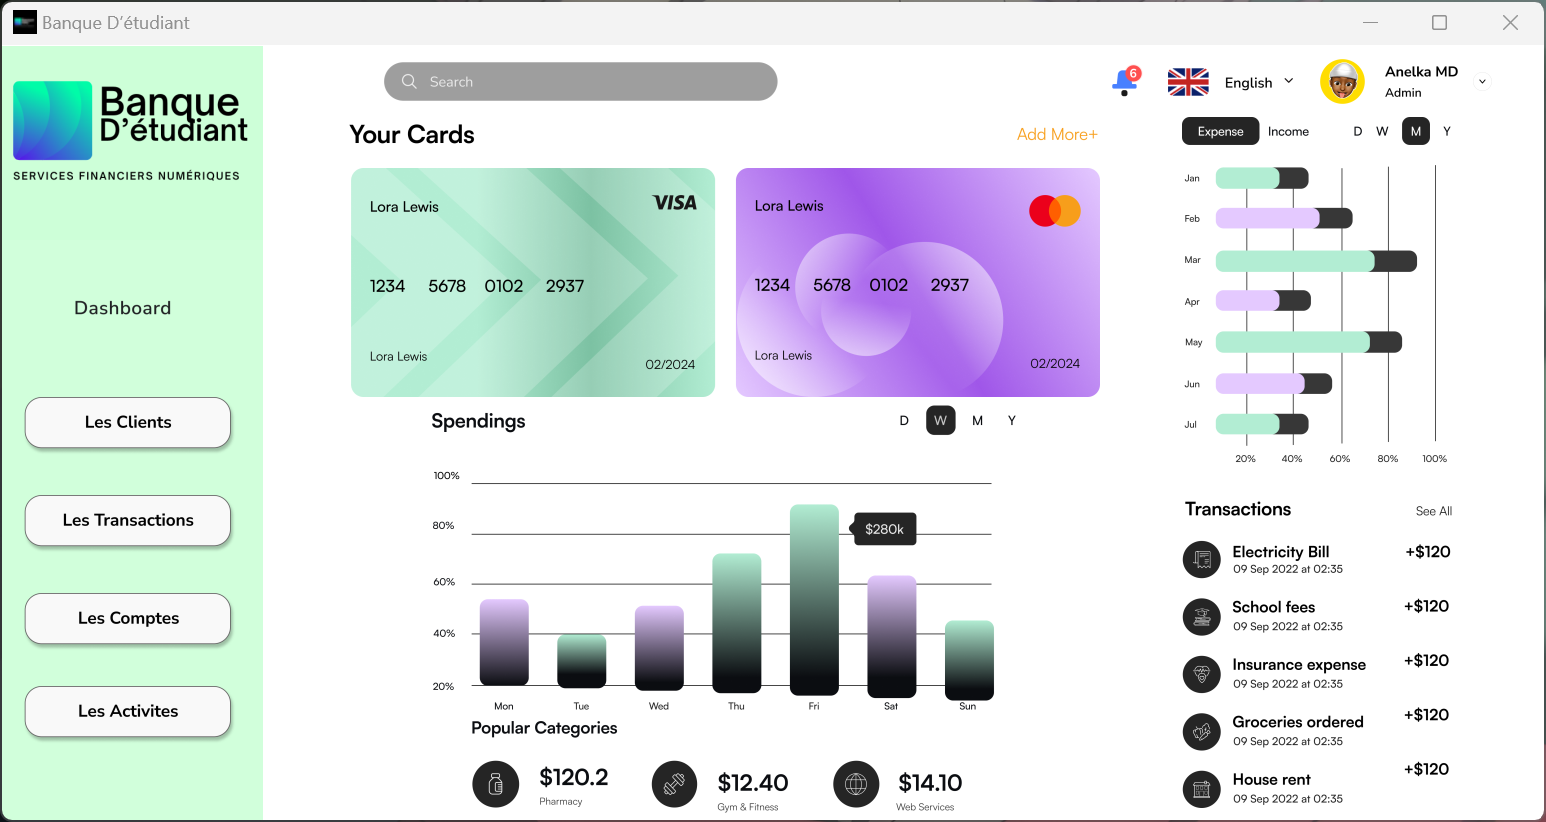 Banque D'étudiant
Banque
D'étudiant
SERVICES FINANCIERS NUMÉRIQUES
Dashboard
Les Clients
Les Transactions
Les Comptes
Les Activites
Search
6
English
Anelka MD
Admin
Your Cards
Add More+
Lora Lewis
VISA
1234 5678 0102 2937
Lora Lewis
02/2024
Lora Lewis
1234 5678 0102 2937
Lora Lewis
02/2024
Spendings
D W M Y
100%
80%
60%
40%
20%
$280k
Mon Tue Wed Thu Fri Sat Sun
Popular Categories
$120.2
Pharmacy
$12.40
Gym & Fitness
$14.10
Web Services
Expense Income D W M Y
Jan
Feb
Mar
Apr
May
Jun
Jul
20% 40% 60% 80% 100%
Transactions See All
Electricity Bill +$120
09 Sep 2022 at 02:35
School fees +$120
09 Sep 2022 at 02:35
Insurance expense +$120
09 Sep 2022 at 02:35
Groceries ordered +$120
09 Sep 2022 at 02:35
House rent +$120
09 Sep 2022 at 02:35